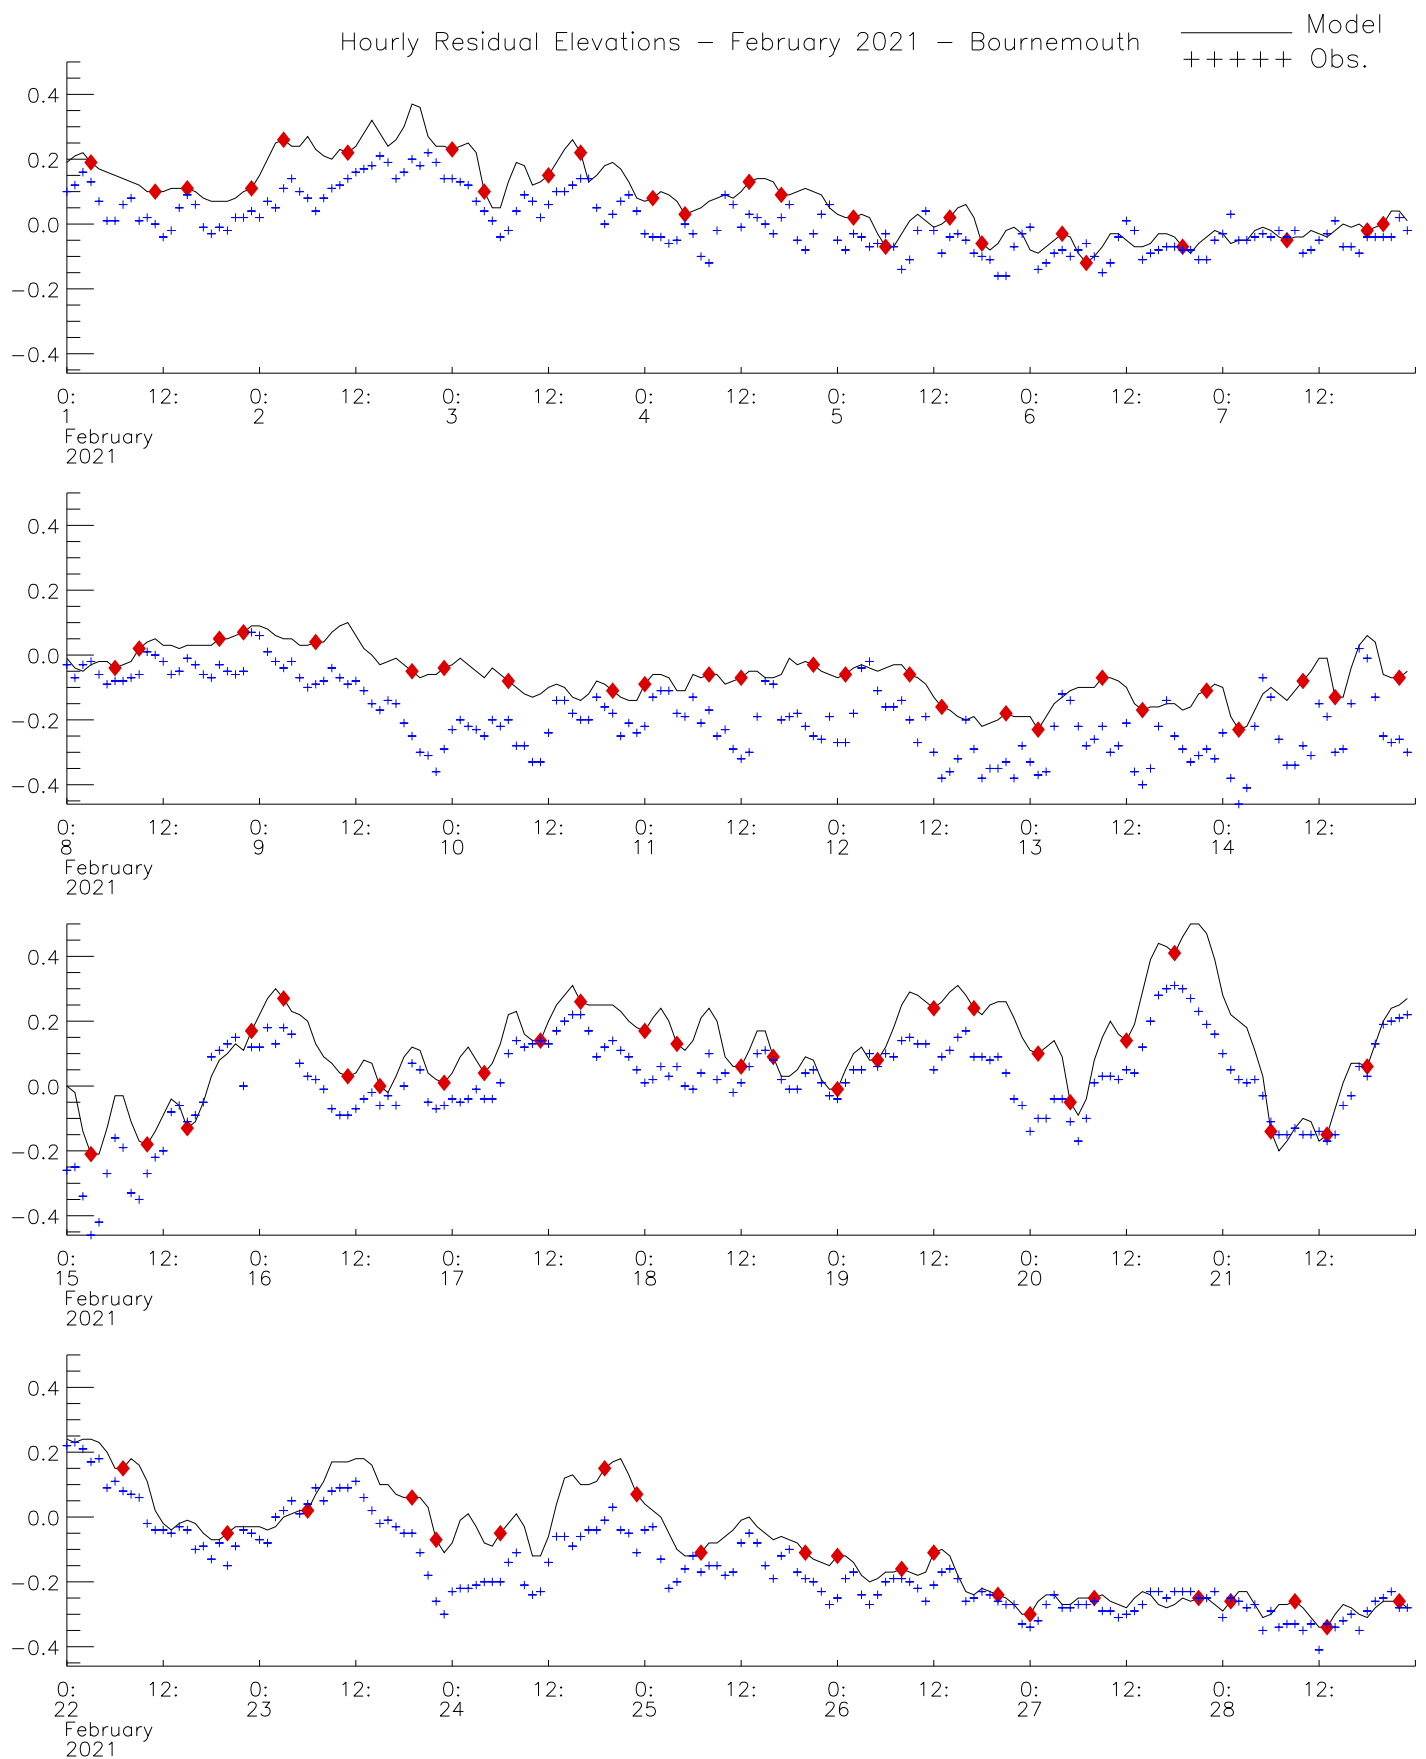 Hourly Residual Elevations – February 2021 – Bournemouth
Model
+++++ Obs.
0.4
0.2
0.0
−0.2
−0.4
0: 12: 0: 12: 0: 12: 0: 12: 0: 12: 0: 12: 0: 12:
1 2 3 4 5 6 7
February
2021
0.4
0.2
0.0
−0.2
−0.4
0: 12: 0: 12: 0: 12: 0: 12: 0: 12: 0: 12: 0: 12:
8 9 10 11 12 13 14
February
2021
0.4
0.2
0.0
−0.2
−0.4
0: 12: 0: 12: 0: 12: 0: 12: 0: 12: 0: 12: 0: 12:
15 16 17 18 19 20 21
February
2021
0.4
0.2
0.0
−0.2
−0.4
0: 12: 0: 12: 0: 12: 0: 12: 0: 12: 0: 12: 0: 12:
22 23 24 25 26 27 28
February
2021